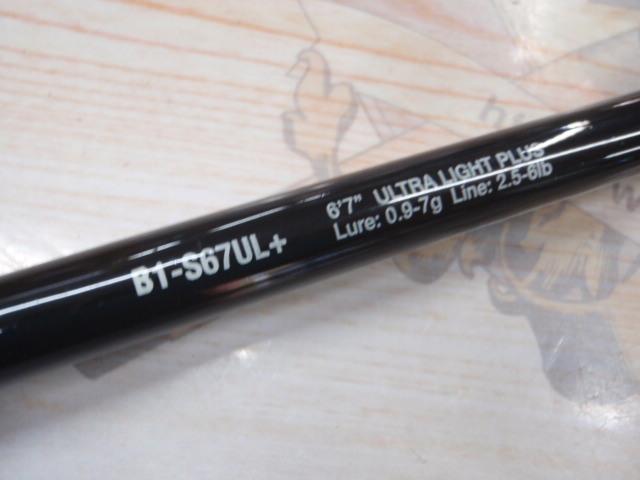 B1-S67UL+
6'7" ULTRA LIGHT PLUS
Lure: 0.9-7g Line: 2.5-6lb